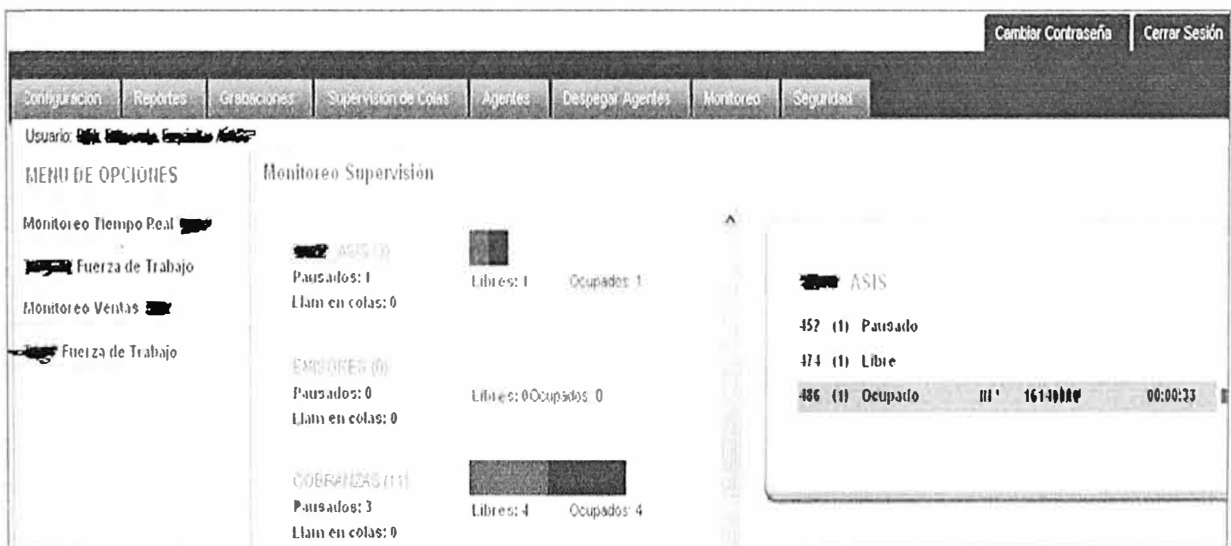 Cambiar Contraseña Cerrar Sesión
Configuracion Reportes Grabaciones Supervision de Colas Agentes Despegar Agentes Monitoreo Seguridad
Usuario:
MENU DE OPCIONES
Monitoreo Supervisión
Monitoreo Tiempo Real
Fuerza de Trabajo
Monitoreo Ventas
Fuerza de Trabajo
ASIS (3)
Pausados: 1 Libres: 1 Ocupados: 1
Llam en colas: 0
EMISORES (0)
Pausados: 0 Libres: 0 Ocupados: 0
Llam en colas: 0
COBRANZAS (11)
Pausados: 3 Libres: 4 Ocupados: 4
Llam en colas: 0
ASIS
452 (1) Pausado
474 (1) Libre
486 (1) Ocupado 00:00:33